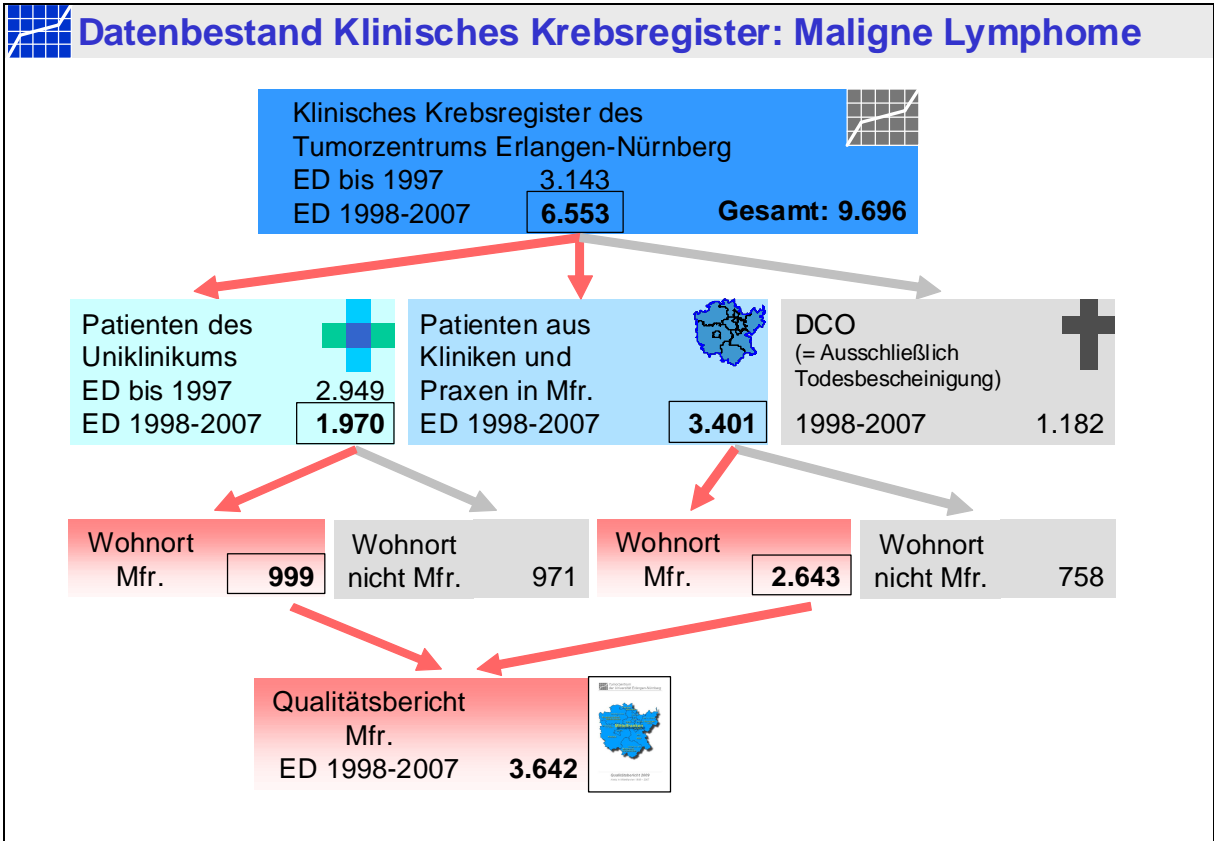 Datenbestand Klinisches Krebsregister: Maligne Lymphome
Klinisches Krebsregister des
Tumorzentrums Erlangen-Nürnberg
ED bis 1997 3.143
ED 1998-2007 6.553 Gesamt: 9.696
Patienten des
Uniklinikums
ED bis 1997 2.949
ED 1998-2007 1.970
Patienten aus
Kliniken und
Praxen in Mfr.
ED 1998-2007 3.401
DCO
(= Ausschließlich
Todesbescheinigung)
1998-2007 1.182
Wohnort
Mfr. 999
Wohnort
nicht Mfr. 971
Wohnort
Mfr. 2.643
Wohnort
nicht Mfr. 758
Qualitätsbericht
Mfr.
ED 1998-2007 3.642